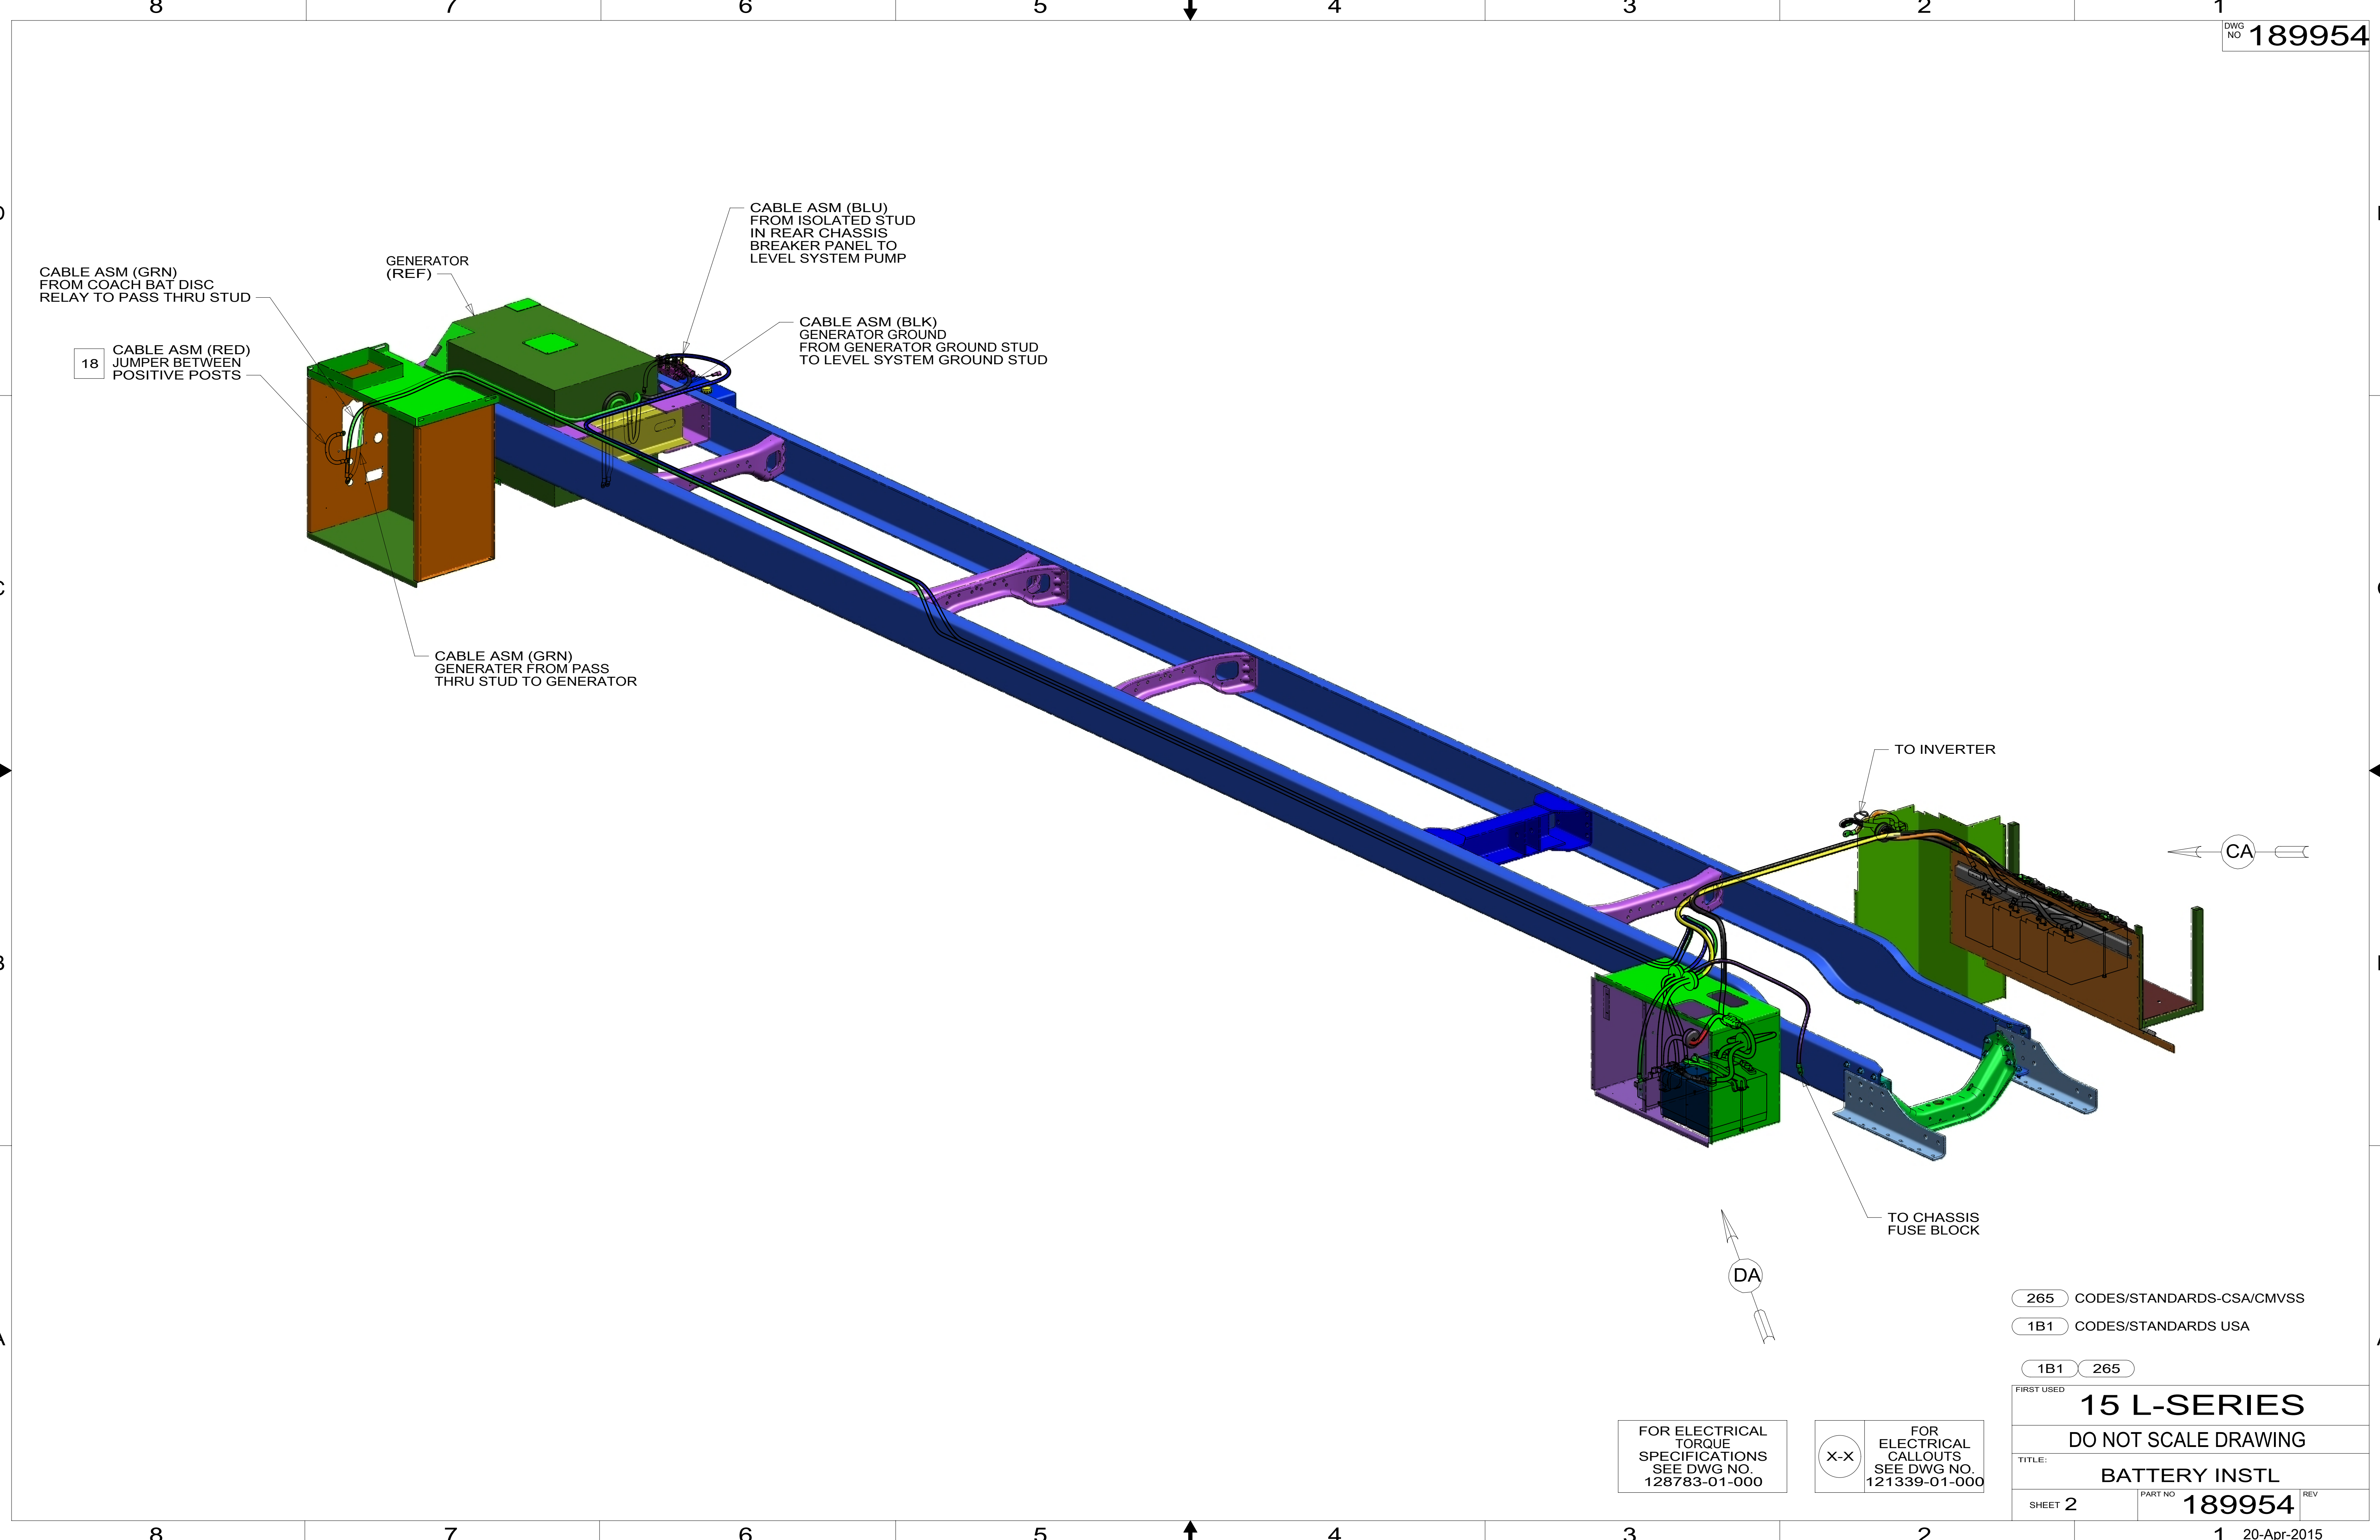 8 7 6 5 4 3 2 1
DWG
NO
189954
CABLE ASM (BLU)
FROM ISOLATED STUD
IN REAR CHASSIS
BREAKER PANEL TO
LEVEL SYSTEM PUMP
GENERATOR
(REF)
CABLE ASM (GRN)
FROM COACH BAT DISC
RELAY TO PASS THRU STUD
CABLE ASM (BLK)
GENERATOR GROUND
FROM GENERATOR GROUND STUD
TO LEVEL SYSTEM GROUND STUD
18
CABLE ASM (RED)
JUMPER BETWEEN
POSITIVE POSTS
C
CABLE ASM (GRN)
GENERATER FROM PASS
THRU STUD TO GENERATOR
TO INVERTER
CA
B
TO CHASSIS
FUSE BLOCK
DA
265 CODES/STANDARDS-CSA/CMVSS
1B1 CODES/STANDARDS USA
A
1B1 265
FIRST USED
15 L-SERIES
DO NOT SCALE DRAWING
TITLE:
BATTERY INSTL
SHEET 2
PART NO
189954
REV
FOR ELECTRICAL
TORQUE
SPECIFICATIONS
SEE DWG NO.
128783-01-000
X-X
FOR
ELECTRICAL
CALLOUTS
SEE DWG NO.
121339-01-000
8 7 6 5 4 3 2 1
20-Apr-2015